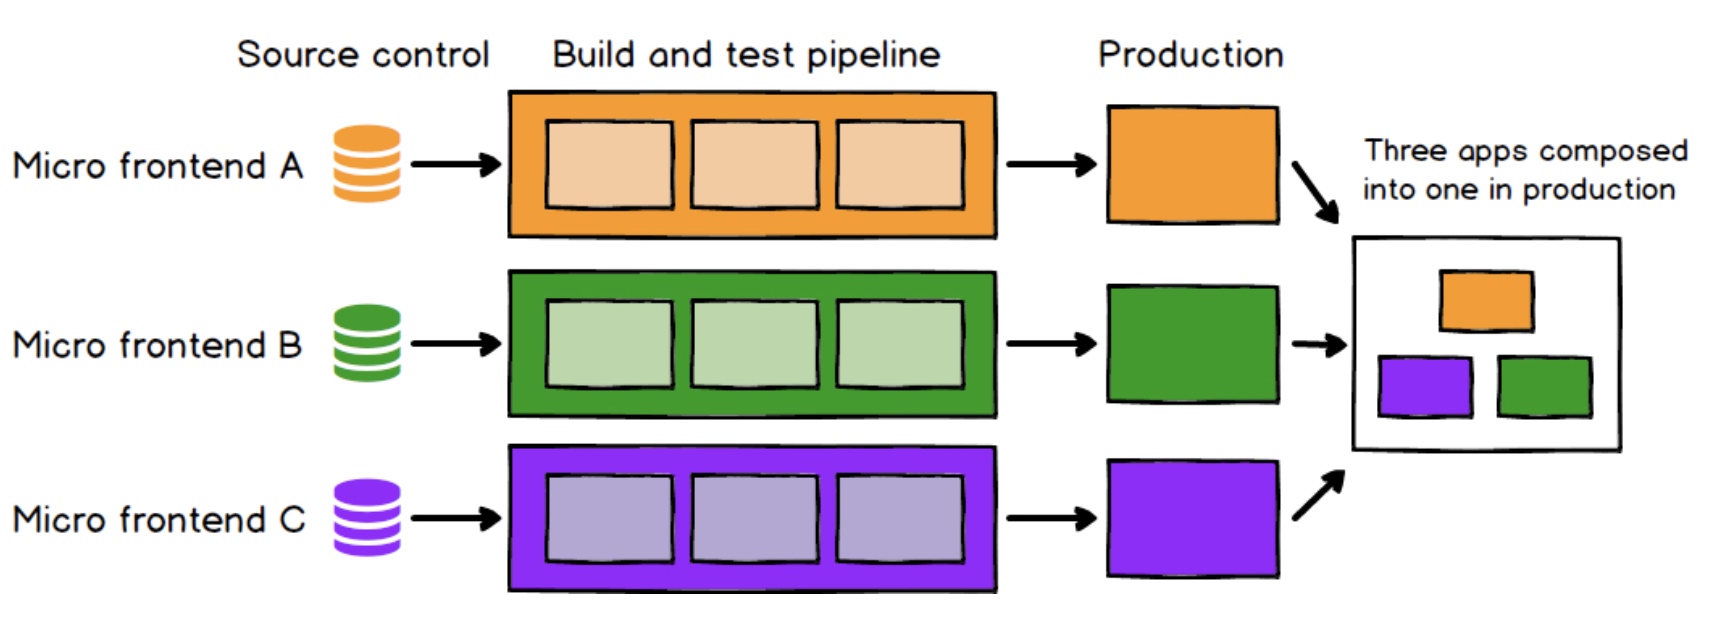 Source control
Build and test pipeline
Production
Micro frontend A
Three apps composed
into one in production
Micro frontend B
Micro frontend C